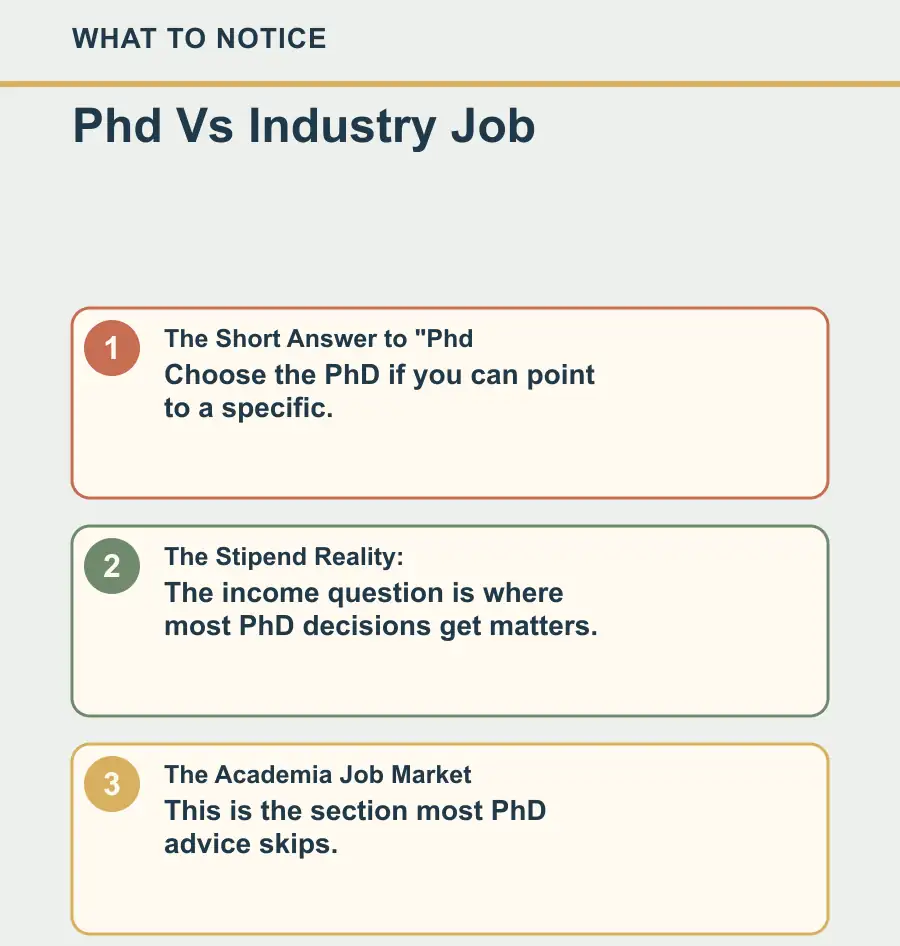 WHAT TO NOTICE
Phd Vs Industry Job
1
The Short Answer to "Phd
Choose the PhD if you can point
to a specific.
2
The Stipend Reality:
The income question is where
most PhD decisions get matters.
3
The Academia Job Market
This is the section most PhD
advice skips.